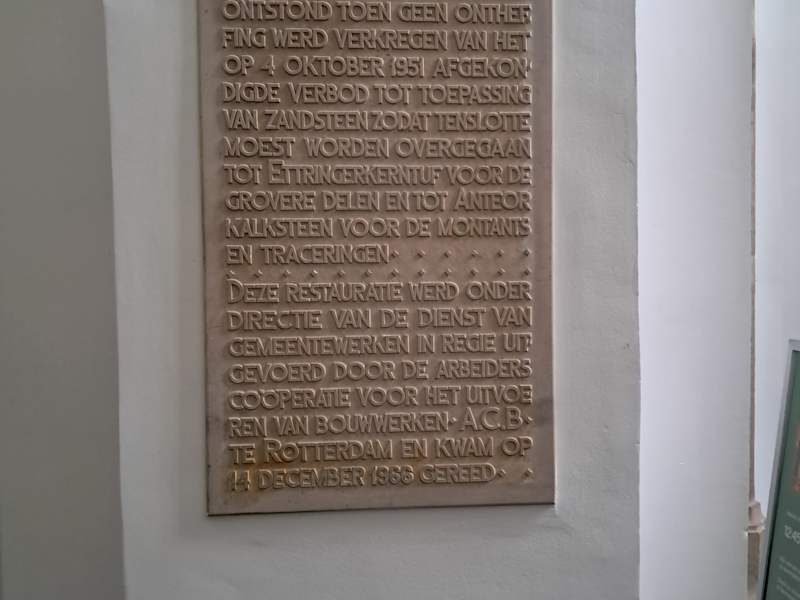 ONTSTOND TOEN GEEN ONTHEF
FING WERD VERKREGEN VAN HET
OP 4 OKTOBER 1951 AFGEKON·
DIGDE VERBOD TOT TOEPASSING
VAN ZANDSTEEN ZODAT TENSLOTTE
MOEST WORDEN OVERGEGAAN
TOT ETTRINGERKERNTUF VOOR DE
GROVERE DELEN EN TOT ANTEOR
KALKSTEEN VOOR DE MONTANTS
EN TRACERINGEN·
DEZE RESTAURATIE WERD ONDER
DIRECTIE VAN DE DIENST VAN
GEMEENTEWERKEN IN REGIE UIT
GEVOERD DOOR DE ARBEIDERS
COÖPERATIE VOOR HET UITVOE
REN VAN BOUWWERKEN· A.C.B·
TE ROTTERDAM EN KWAM OP
14 DECEMBER 1966 GEREED·
12:45